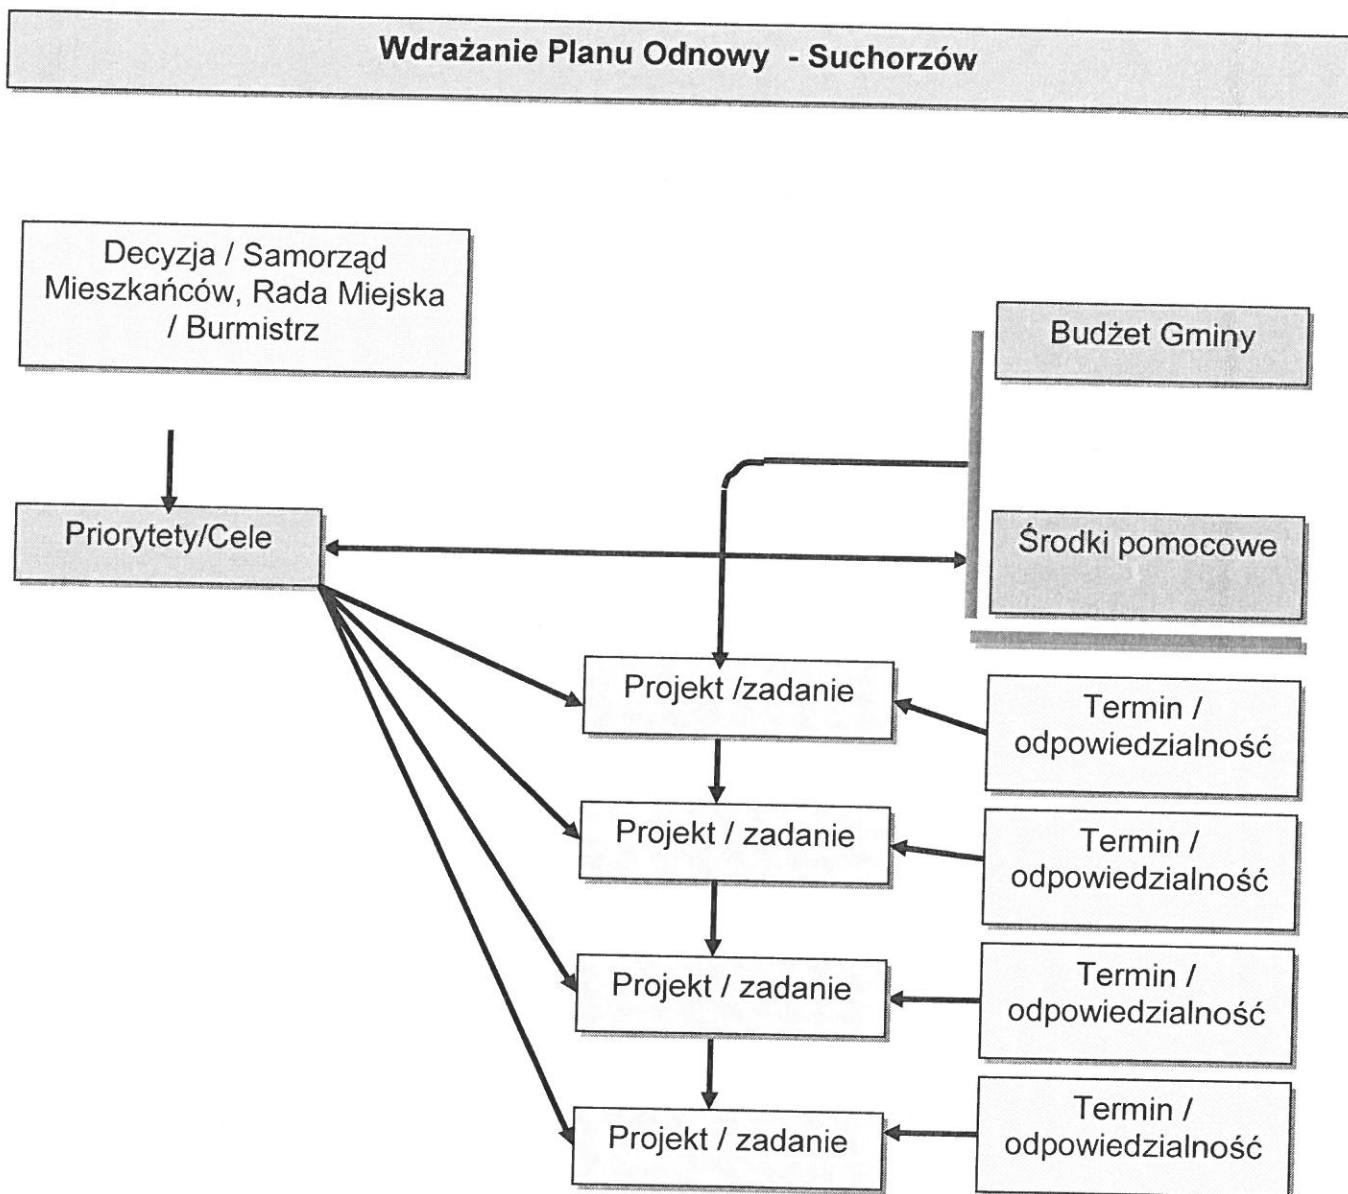 Wdrażanie Planu Odnowy - Suchorzów
Decyzja / Samorząd
Mieszkańców, Rada Miejska
/ Burmistrz
Budżet Gminy
Priorytety/Cele
Środki pomocowe
Projekt /zadanie
Termin /
odpowiedzialność
Projekt / zadanie
Termin /
odpowiedzialność
Projekt / zadanie
Termin /
odpowiedzialność
Projekt / zadanie
Termin /
odpowiedzialność